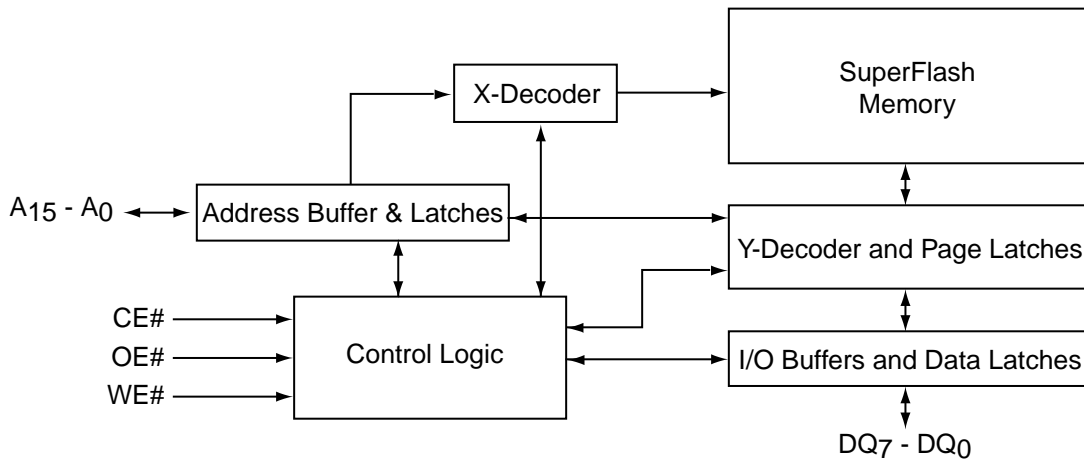 SuperFlash
Memory
X-Decoder
A15 - A0
Address Buffer & Latches
Y-Decoder and Page Latches
CE#
OE#
WE#
Control Logic
I/O Buffers and Data Latches
DQ7 - DQ0